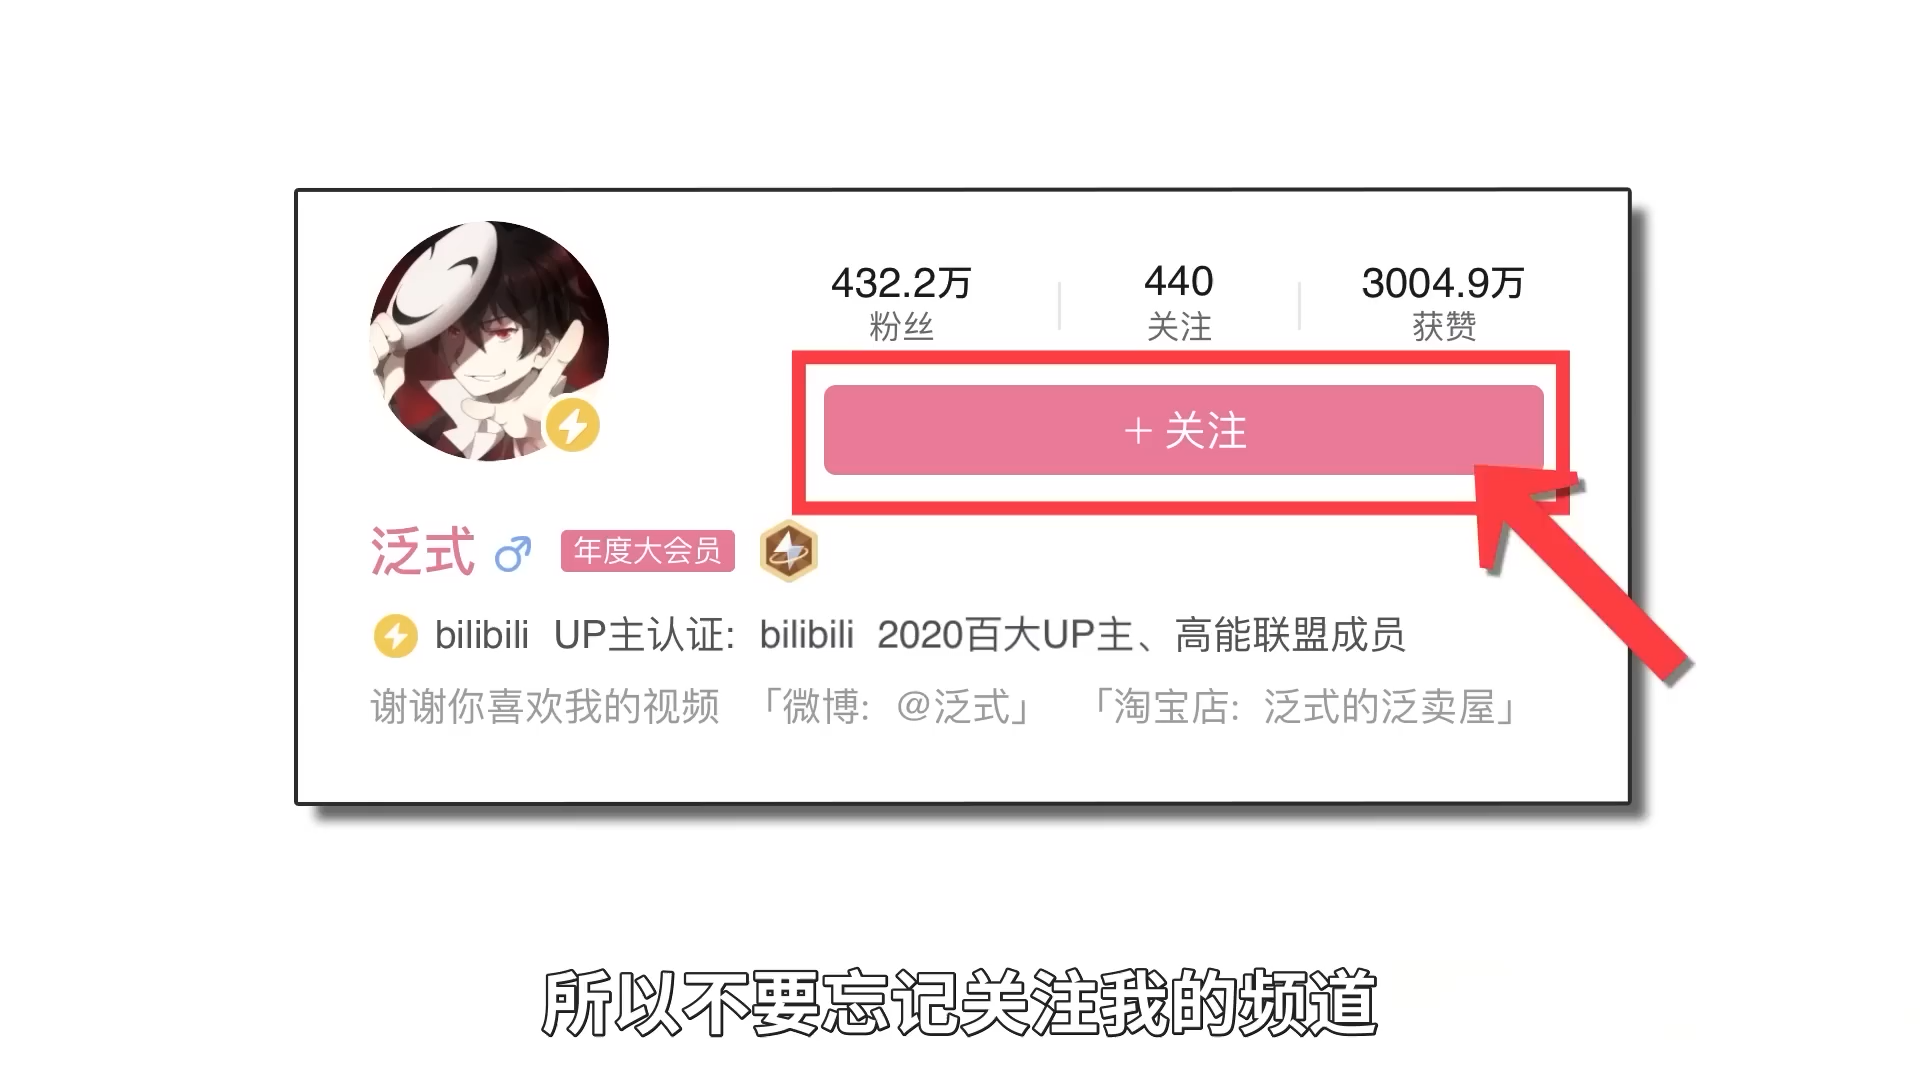 432.2万 440 3004.9万
粉丝 关注 获赞
+ 关注
泛式 年度大会员
bilibili UP主认证: bilibili 2020百大UP主、高能联盟成员
谢谢你喜欢我的视频 「微博: @泛式」 「淘宝店: 泛式的泛卖屋」
所以不要忘记关注我的频道